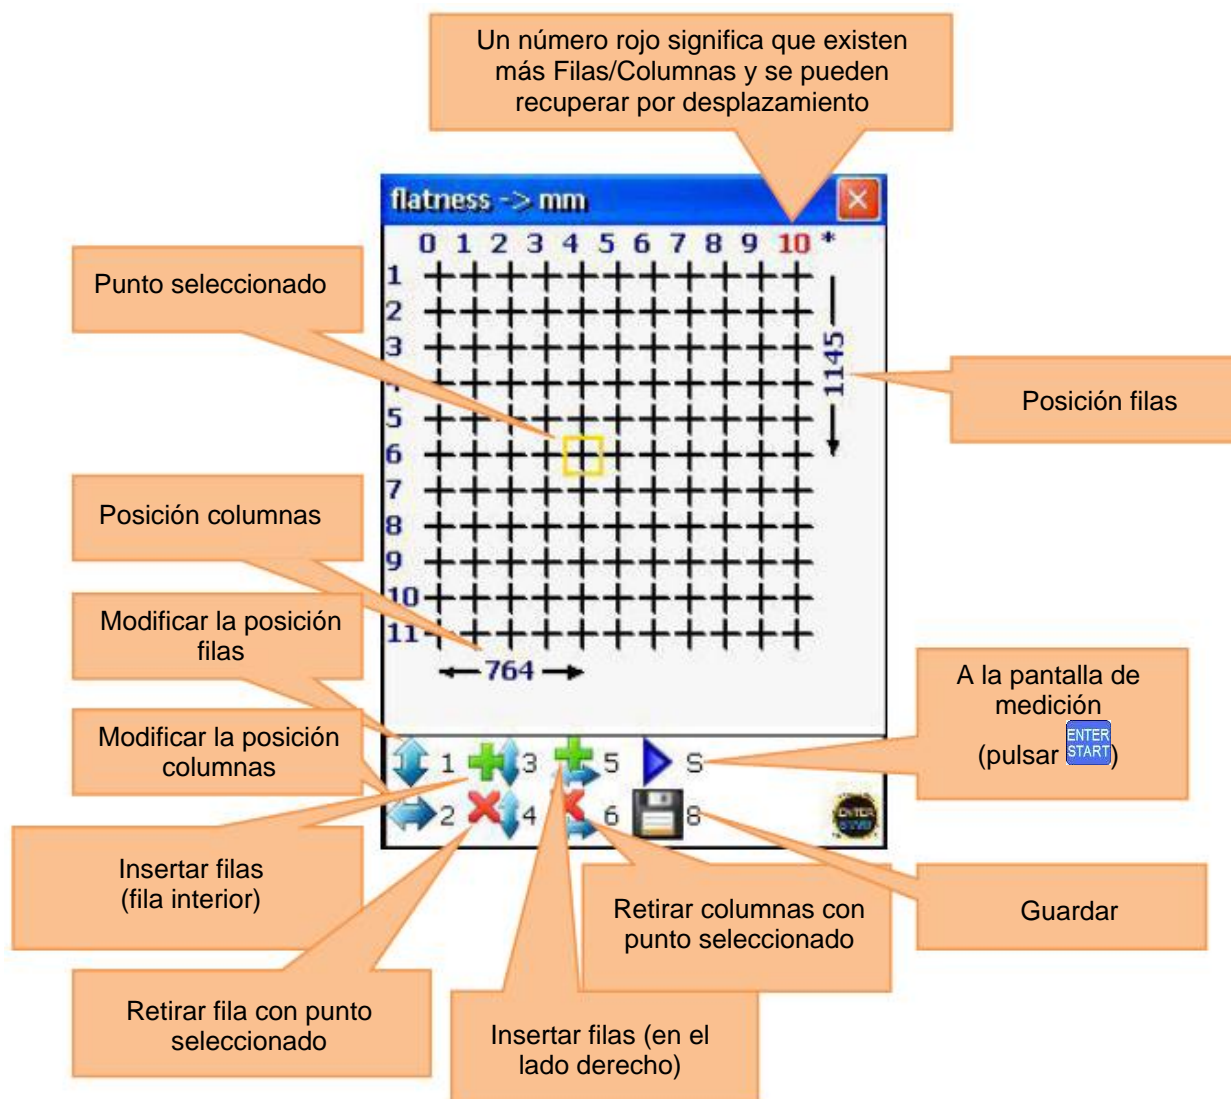 Un número rojo significa que existen
más Filas/Columnas y se pueden
recuperar por desplazamiento
flatness -> mm
0 1 2 3 4 5 6 7 8 9 10 *
1
2
3
4
5
6
7
8
9
10
11
1145
764
Punto seleccionado
Posición filas
Posición columnas
Modificar la posición
filas
Modificar la posición
columnas
A la pantalla de
medición
(pulsar ENTER
START)
1 3 5 S
2 4 6 8
ENTER
Insertar filas
(fila interior)
Retirar columnas con
punto seleccionado
Guardar
Retirar fila con punto
seleccionado
Insertar filas (en el
lado derecho)